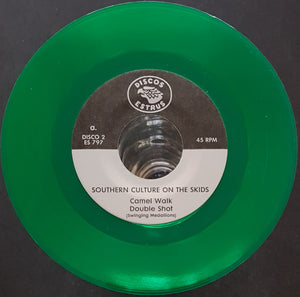 DISCOS
ESTRUS
a.
DISCO 2
ES 797
45 RPM
SOUTHERN CULTURE ON THE SKIDS
Camel Walk
Double Shot
(Swinging Medallions)